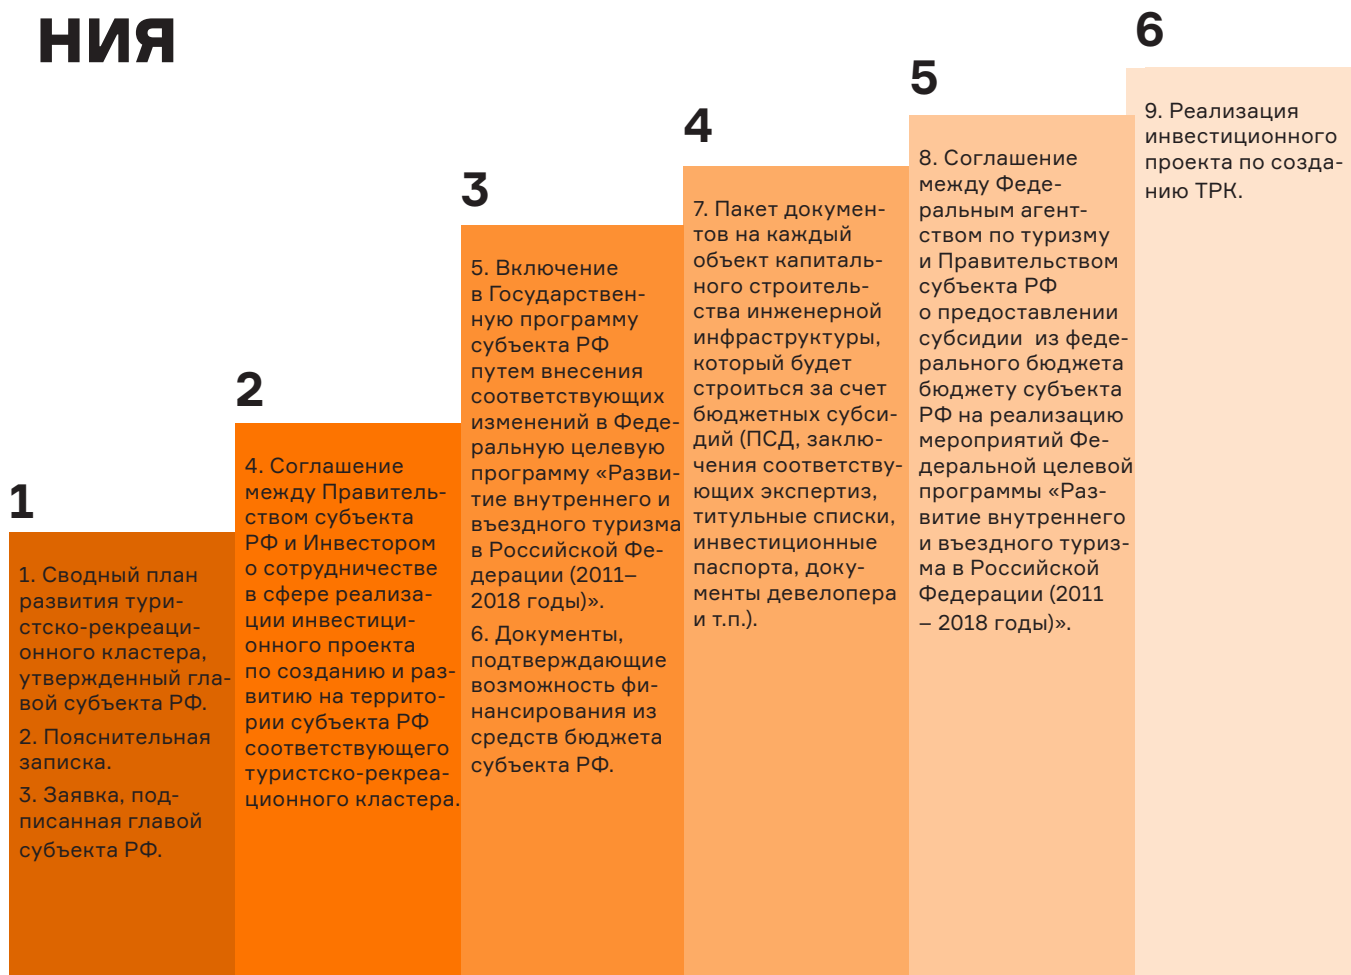 НИЯ
1
1. Сводный план
развития тури-
стско-рекреаци-
онного кластера,
утвержденный гла-
вой субъекта РФ.
2. Пояснительная
записка.
3. Заявка, под-
писанная главой
субъекта РФ.
2
4. Соглашение
между Правитель-
ством субъекта
РФ и Инвестором
о сотрудничестве
в сфере реализа-
ции инвестици-
онного проекта
по созданию и раз-
витию на террито-
рии субъекта РФ
соответствующего
туристско-рекреа-
ционного кластера.
3
5. Включение
в Государствен-
ную программу
субъекта РФ
путем внесения
соответствующих
изменений в Феде-
ральную целевую
программу «Разви-
тие внутреннего и
въездного туризма
в Российской Фе-
дерации (2011–
2018 годы)».
6. Документы,
подтверждающие
возможность фи-
нансирования из
средств бюджета
субъекта РФ.
4
7. Пакет докумен-
тов на каждый
объект капиталь-
ного строитель-
ства инженерной
инфраструктуры,
который будет
строиться за счет
бюджетных субси-
дий (ПСД, заклю-
чения соответству-
ющих экспертиз,
титульные списки,
инвестиционные
паспорта, доку-
менты девелопера
и т.п.).
5
8. Соглашение
между Феде-
ральным агент-
ством по туризму
и Правительством
субъекта РФ
о предоставлении
субсидии из феде-
рального бюджета
бюджету субъекта
РФ на реализацию
мероприятий Фе-
деральной целевой
программы «Раз-
витие внутреннего
и въездного туриз-
ма в Российской
Федерации (2011
– 2018 годы)».
6
9. Реализация
инвестиционного
проекта по созда-
нию ТРК.